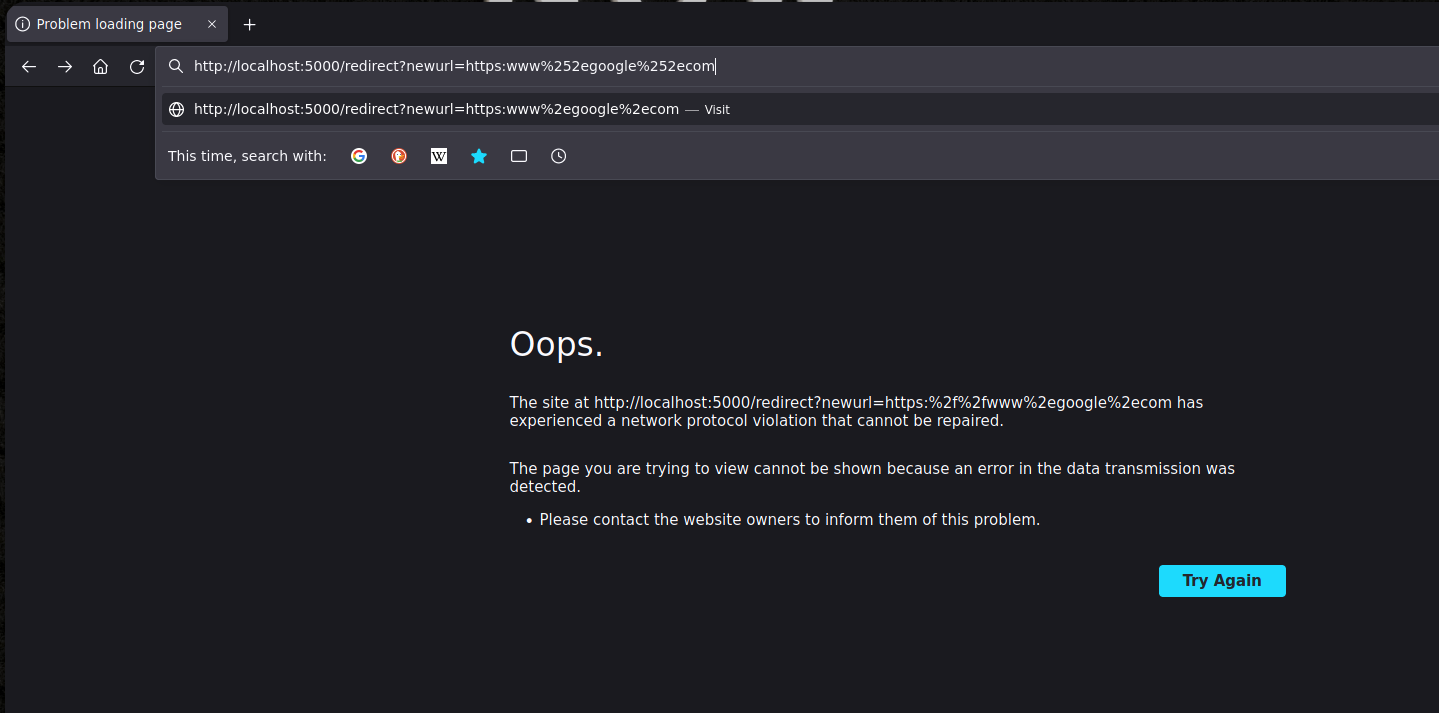 Problem loading page
http://localhost:5000/redirect?newurl=https:www%252egoogle%252ecom
http://localhost:5000/redirect?newurl=https:www%2egoogle%2ecom — Visit
This time, search with: W
Oops.
The site at http://localhost:5000/redirect?newurl=https:%2f%2fwww%2egoogle%2ecom has
experienced a network protocol violation that cannot be repaired.
The page you are trying to view cannot be shown because an error in the data transmission was
detected.
• Please contact the website owners to inform them of this problem.
Try Again